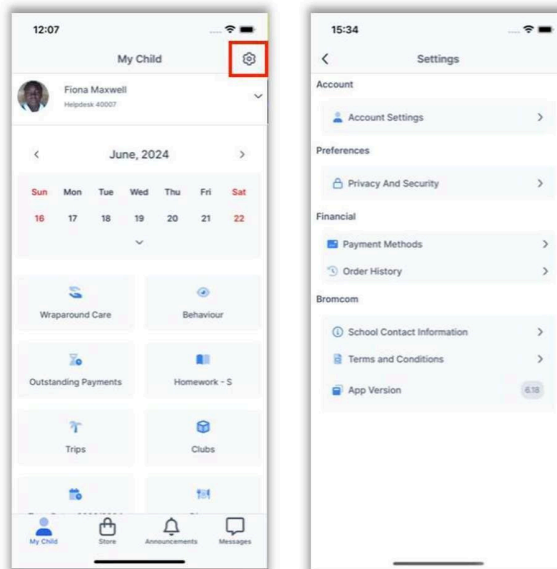 12:07
My Child
Fiona Maxwell
Helpdesk 40007
June, 2024
Sun Mon Tue Wed Thu Fri Sat
16 17 18 19 20 21 22
Wraparound Care
Behaviour
Outstanding Payments
Homework - S
Trips
Clubs
My Child
Store
Announcements
Messages
15:34
Settings
Account
Account Settings
Preferences
Privacy And Security
Financial
Payment Methods
Order History
Bromcom
School Contact Information
Terms and Conditions
App Version
6.18